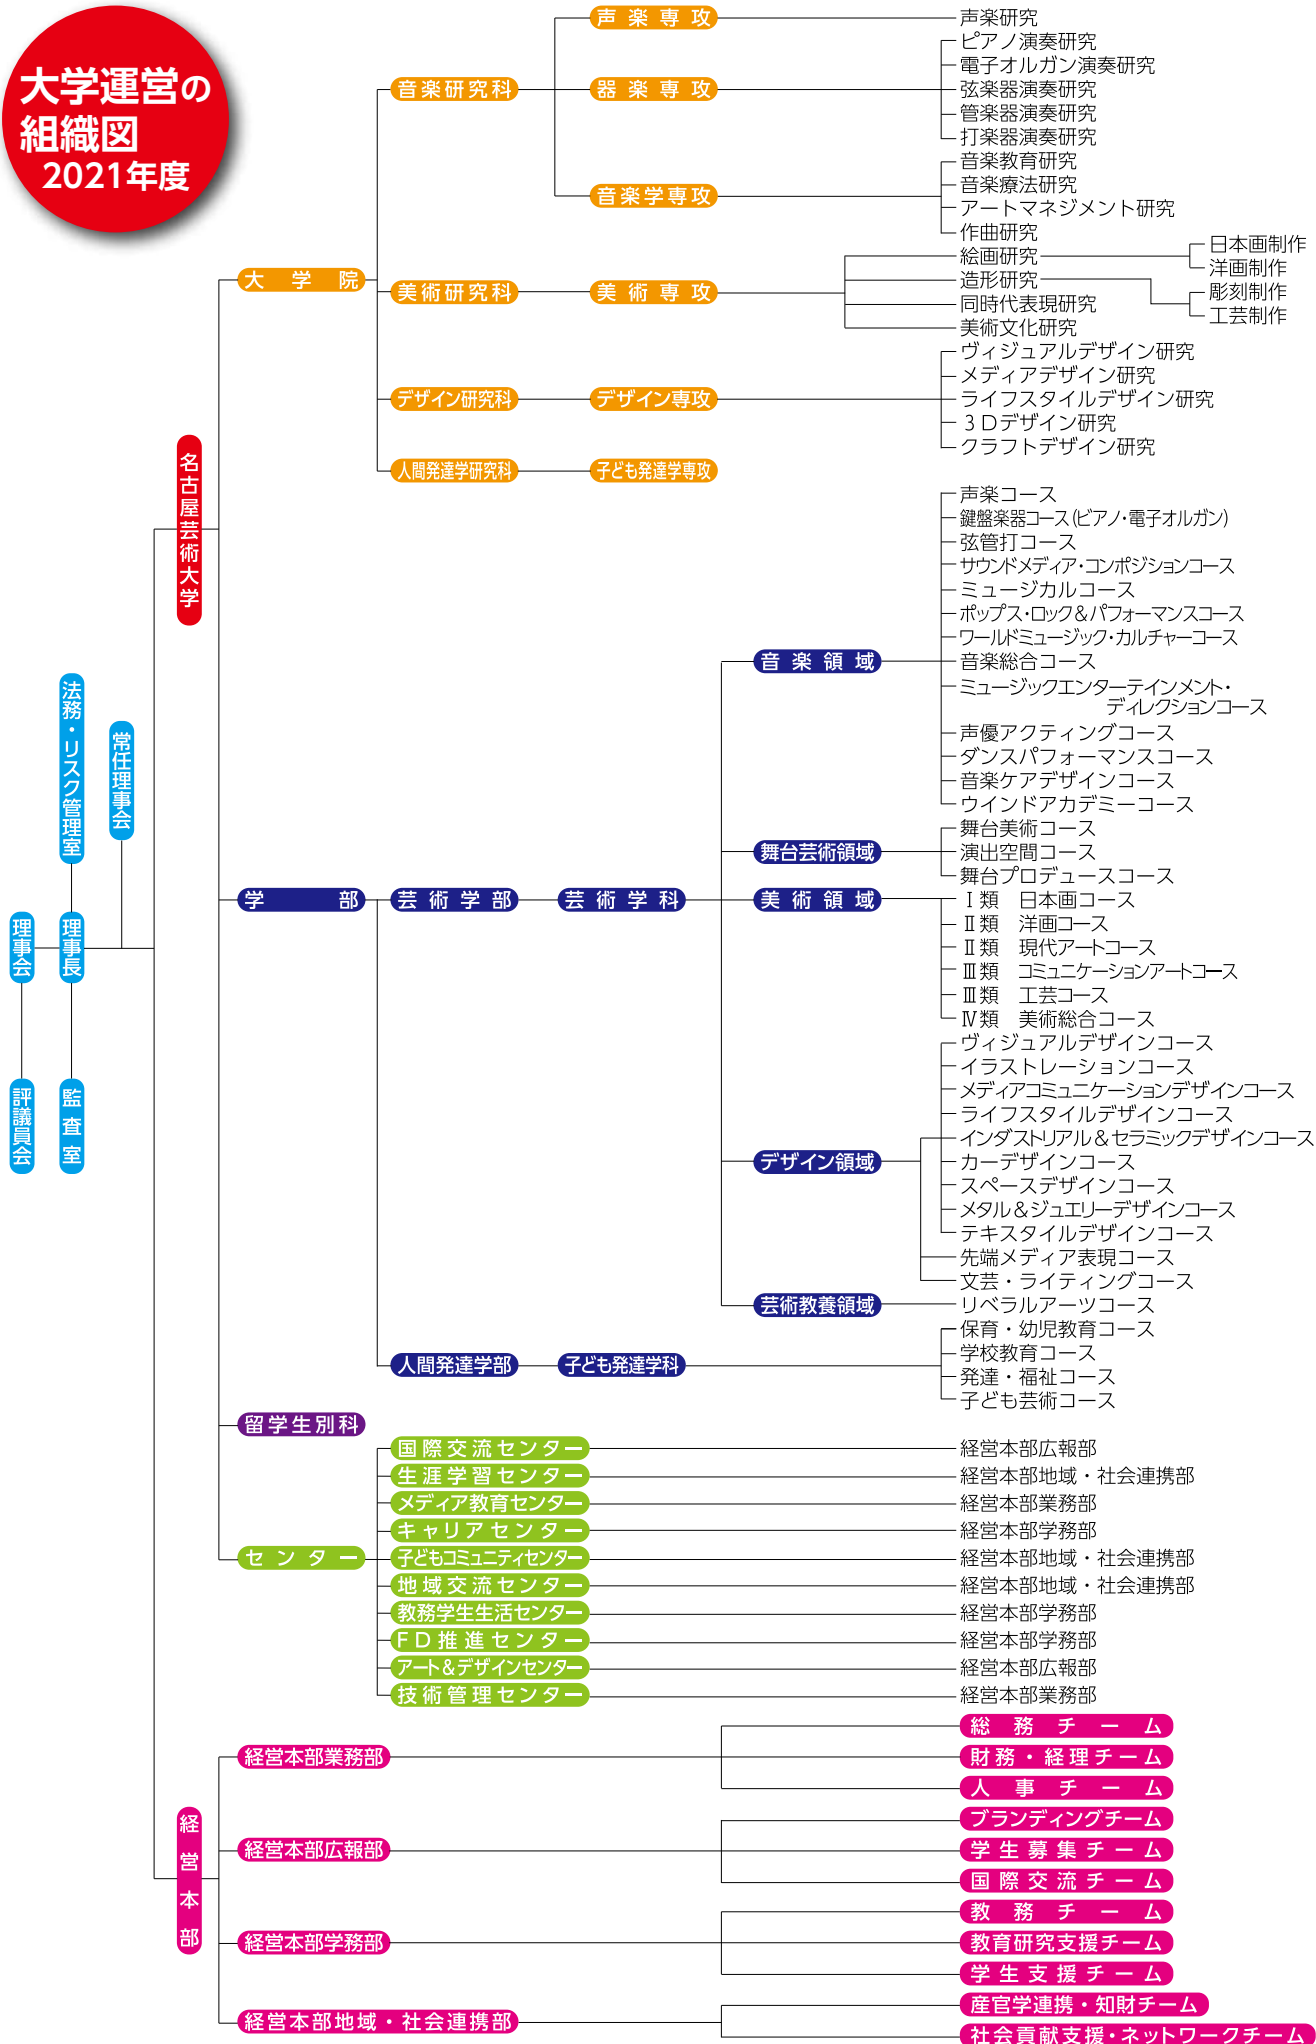 大学運営の
組織図
2021年度
理事会
評議員会
法務・リスク管理室
理事長
監査室
常任理事会
名古屋芸術大学
大学院
音楽研究科
声楽専攻
声楽研究
器楽専攻
ピアノ演奏研究
電子オルガン演奏研究
弦楽器演奏研究
管楽器演奏研究
打楽器演奏研究
音楽学専攻
音楽教育研究
音楽療法研究
アートマネジメント研究
作曲研究
美術研究科
美術専攻
絵画研究
日本画制作
洋画制作
造形研究
彫刻制作
工芸制作
同時代表現研究
美術文化研究
デザイン研究科
デザイン専攻
ヴィジュアルデザイン研究
メディアデザイン研究
ライフスタイルデザイン研究
3Dデザイン研究
クラフトデザイン研究
人間発達学研究科
子ども発達学専攻
学部
芸術学部
芸術学科
音楽領域
声楽コース
鍵盤楽器コース(ピアノ・電子オルガン)
弦管打コース
サウンドメディア・コンポジションコース
ミュージカルコース
ポップス・ロック&パフォーマンスコース
ワールドミュージック・カルチャーコース
音楽総合コース
ミュージックエンターテインメント・
ディレクションコース
声優アクティングコース
ダンスパフォーマンスコース
音楽ケアデザインコース
ウインドアカデミーコース
舞台芸術領域
舞台美術コース
演出空間コース
舞台プロデュースコース
美術領域
Ⅰ類 日本画コース
Ⅱ類 洋画コース
Ⅱ類 現代アートコース
Ⅲ類 コミュニケーションアートコース
Ⅲ類 工芸コース
Ⅳ類 美術総合コース
デザイン領域
ヴィジュアルデザインコース
イラストレーションコース
メディアコミュニケーションデザインコース
ライフスタイルデザインコース
インダストリアル&セラミックデザインコース
カーデザインコース
スペースデザインコース
メタル&ジュエリーデザインコース
テキスタイルデザインコース
先端メディア表現コース
文芸・ライティングコース
芸術教養領域
リベラルアーツコース
人間発達学部
子ども発達学科
保育・幼児教育コース
学校教育コース
発達・福祉コース
子ども芸術コース
留学生別科
センター
国際交流センター
経営本部広報部
生涯学習センター
経営本部地域・社会連携部
メディア教育センター
経営本部業務部
キャリアセンター
経営本部学務部
子どもコミュニティセンター
経営本部地域・社会連携部
地域交流センター
経営本部地域・社会連携部
教務学生生活センター
経営本部学務部
FD推進センター
経営本部学務部
アート&デザインセンター
経営本部広報部
技術管理センター
経営本部業務部
経営本部
経営本部業務部
総務チーム
財務・経理チーム
人事チーム
経営本部広報部
ブランディングチーム
学生募集チーム
国際交流チーム
経営本部学務部
教務チーム
教育研究支援チーム
学生支援チーム
経営本部地域・社会連携部
産官学連携・知財チーム
社会貢献支援・ネットワークチーム